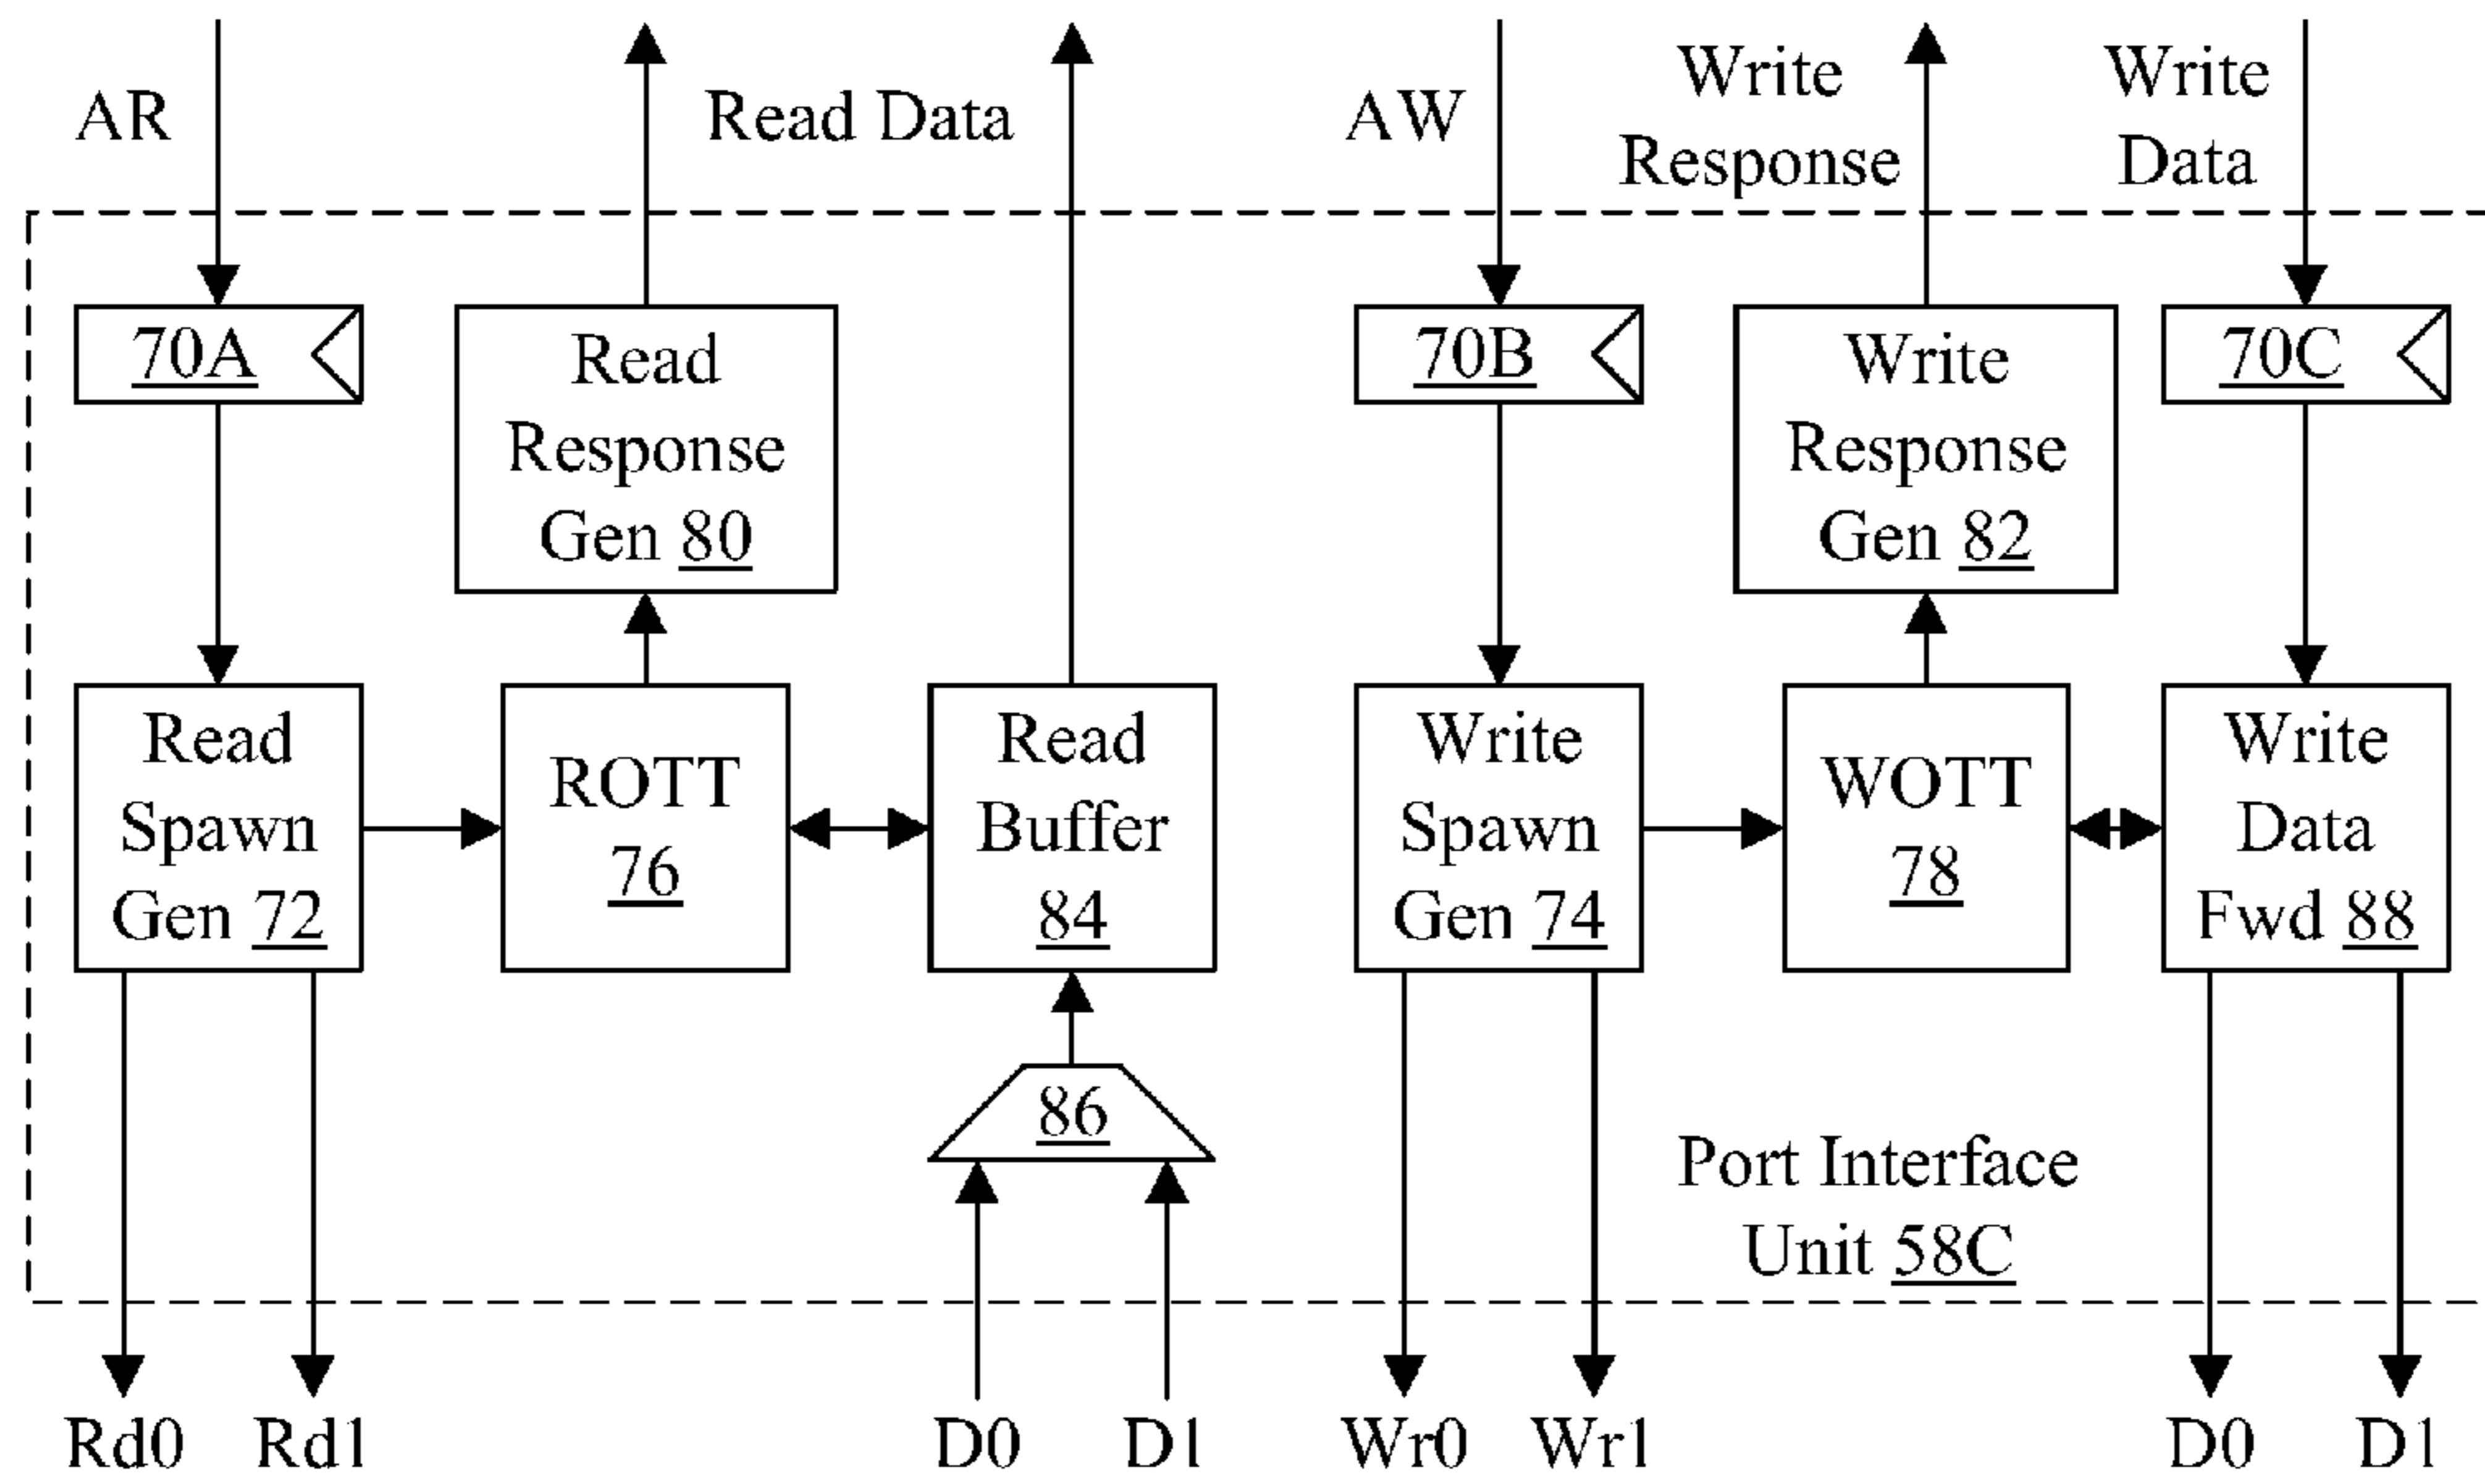 AR
Read Data
AW
Write
Response
Write
Data
70A
Read
Response
Gen 80
70B
Write
Response
Gen 82
70C
Read
Spawn
Gen 72
ROTT
76
Read
Buffer
84
Write
Spawn
Gen 74
WOTT
78
Write
Data
Fwd 88
86
Port Interface
Unit 58C
Rd0
Rd1
D0
D1
Wr0
Wr1
D0
D1